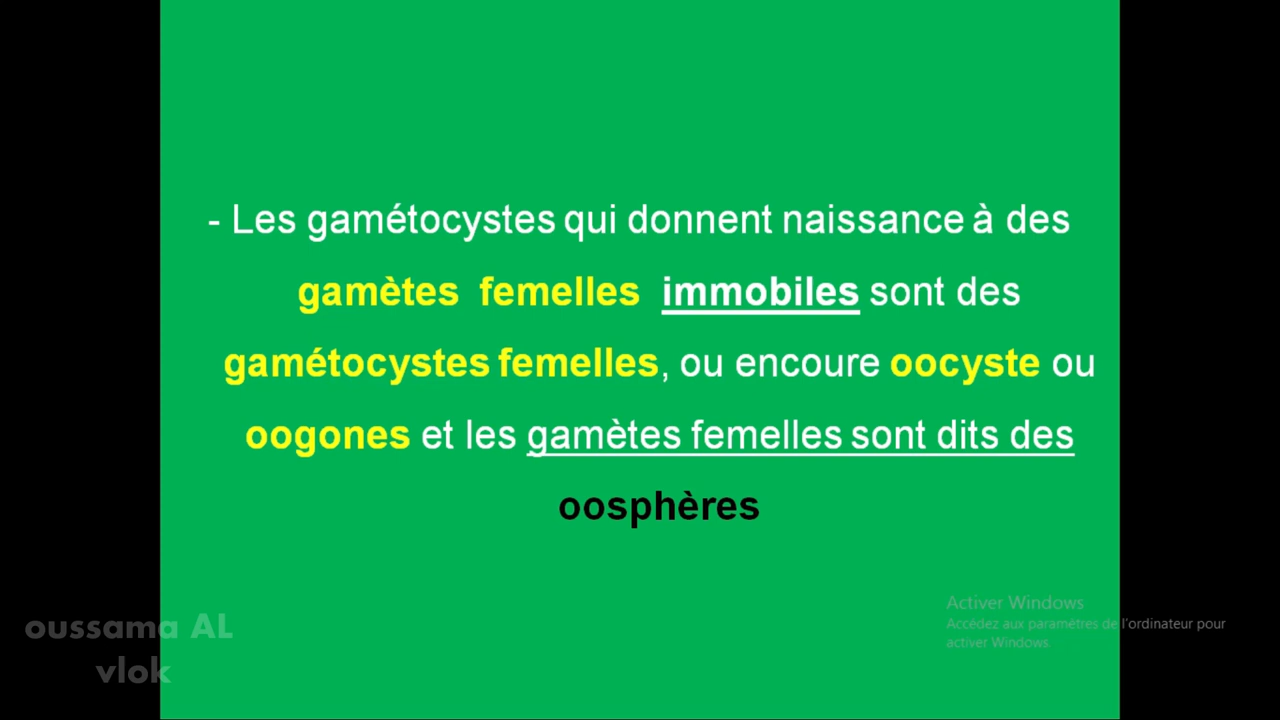 - Les gamétocystes qui donnent naissance à des
gamètes femelles immobiles sont des
gamétocystes femelles, ou encoure oocyste ou
oogones et les gamètes femelles sont dits des
oosphères
Activer Windows
Accédez aux paramètres de l'ordinateur pour
activer Windows.
oussama AL
vlok